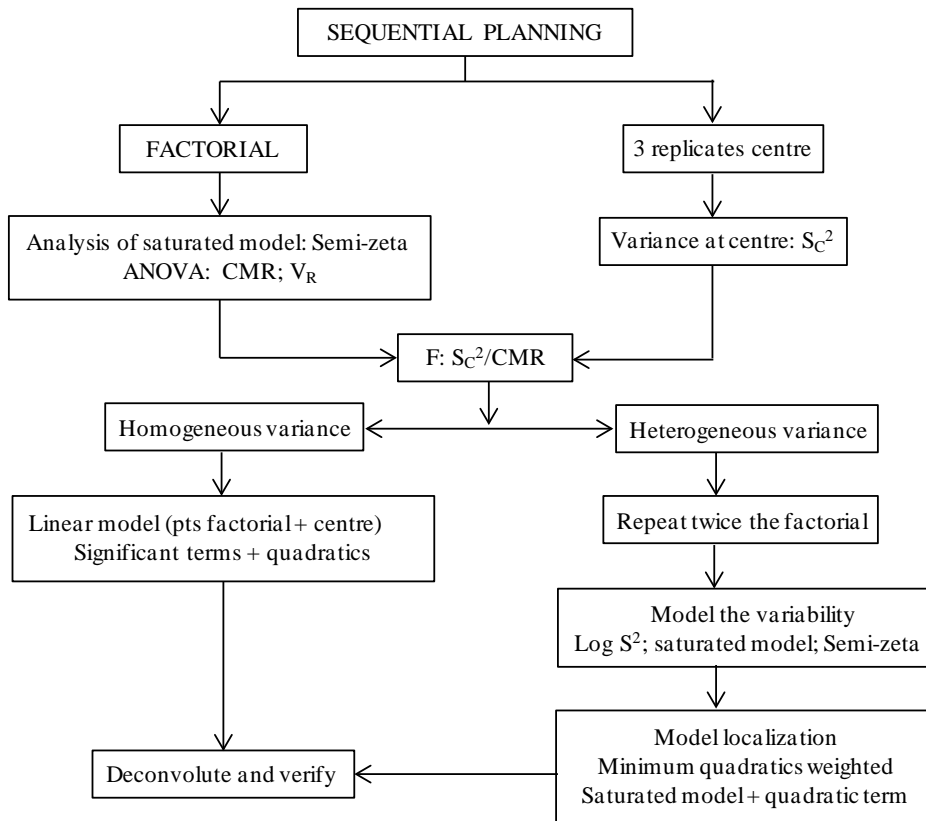 SEQUENTIAL PLANNING
FACTORIAL
3 replicates centre
Analysis of saturated model: Semi-zeta
ANOVA: CMR; V_R
Variance at centre: S_C^2
F: S_C^2/CMR
Homogeneous variance
Heterogeneous variance
Linear model (pts factorial + centre)
Significant terms + quadratics
Repeat twice the factorial
Model the variability
Log S^2; saturated model; Semi-zeta
Model localization
Minimum quadratics weighted
Saturated model + quadratic term
Deconvolute and verify